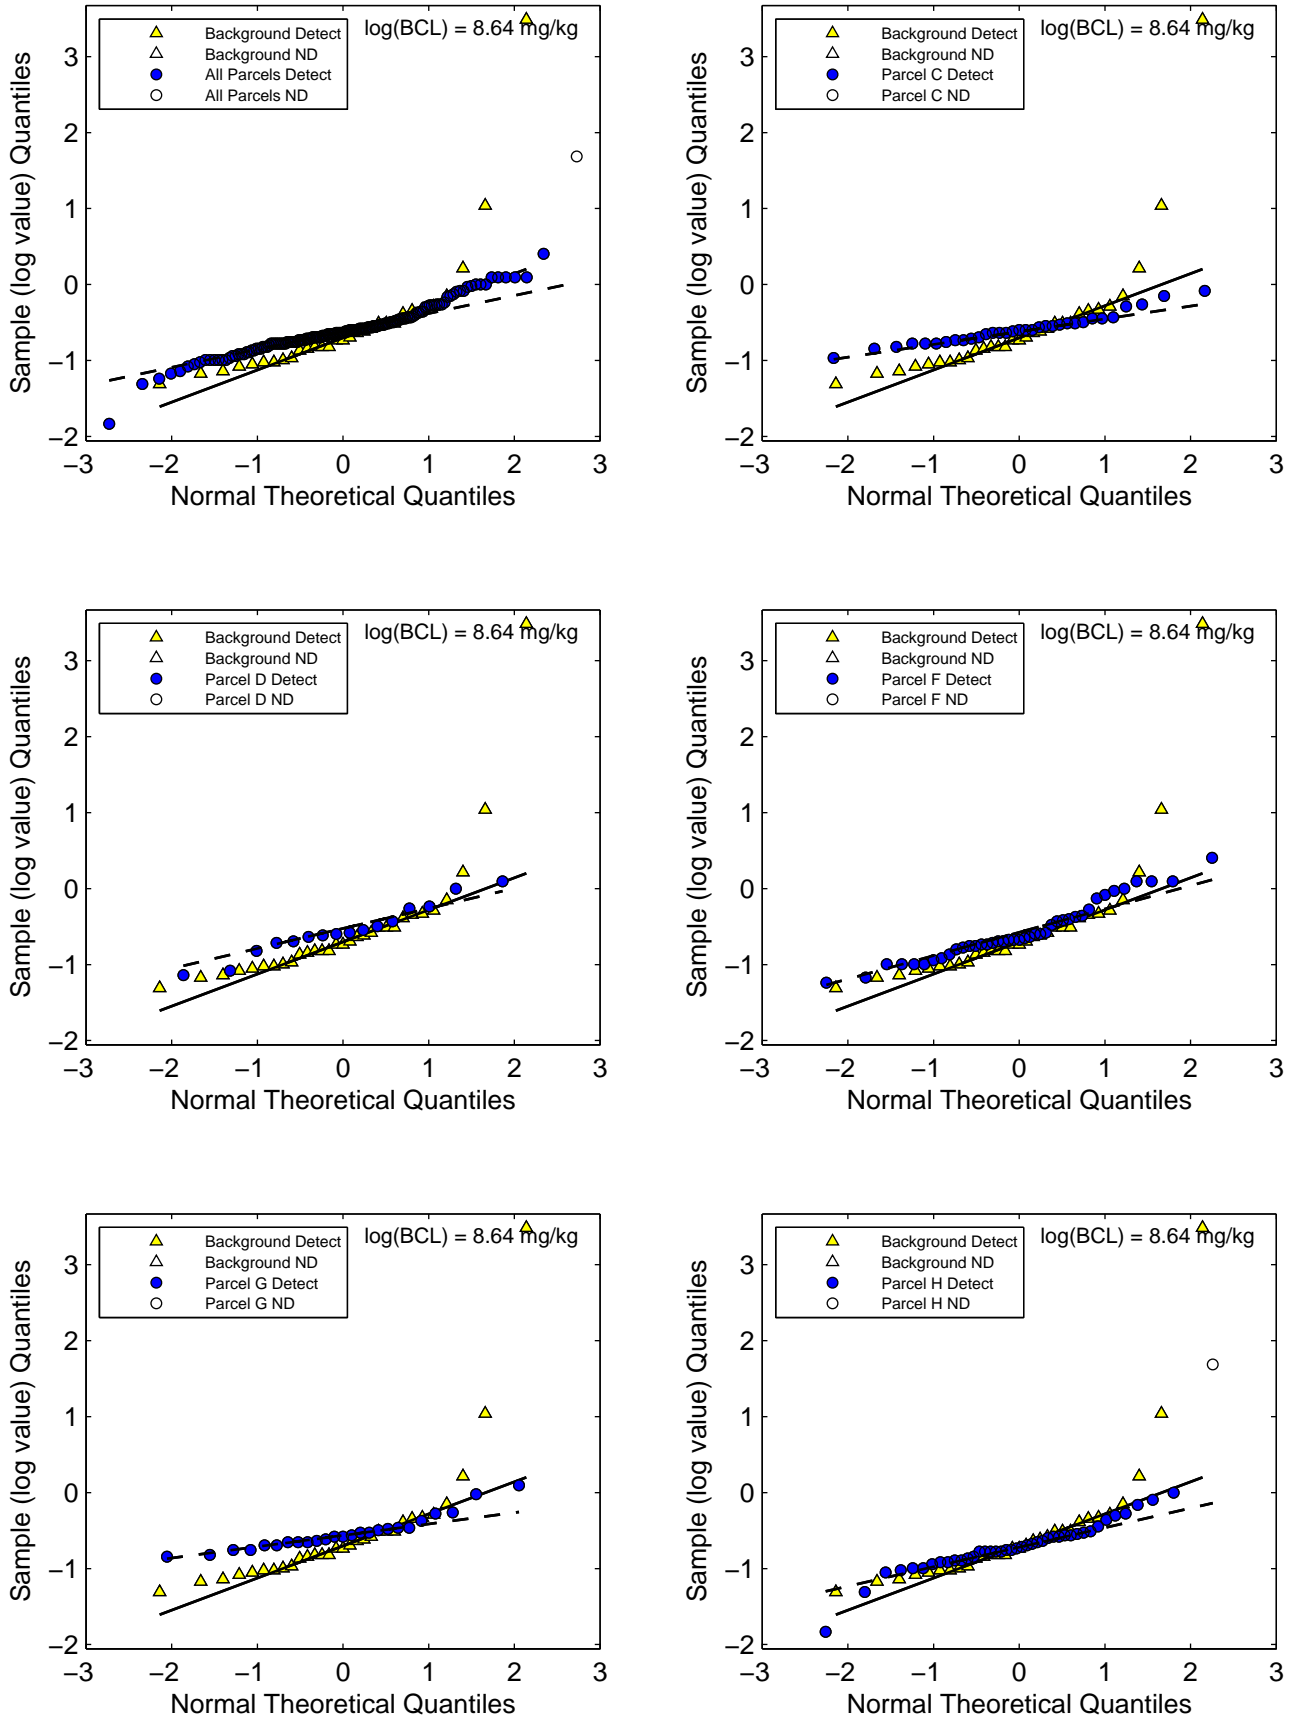 Background Detect
Background ND
All Parcels Detect
All Parcels ND
log(BCL) = 8.64 mg/kg
3
2
1
0
−1
−2
−3
−2
−1
0
1
2
3
Normal Theoretical Quantiles
Sample (log value) Quantiles
Background Detect
Background ND
Parcel C Detect
Parcel C ND
log(BCL) = 8.64 mg/kg
3
2
1
0
−1
−2
−3
−2
−1
0
1
2
3
Normal Theoretical Quantiles
Sample (log value) Quantiles
Background Detect
Background ND
Parcel D Detect
Parcel D ND
log(BCL) = 8.64 mg/kg
3
2
1
0
−1
−2
−3
−2
−1
0
1
2
3
Normal Theoretical Quantiles
Sample (log value) Quantiles
Background Detect
Background ND
Parcel F Detect
Parcel F ND
log(BCL) = 8.64 mg/kg
3
2
1
0
−1
−2
−3
−2
−1
0
1
2
3
Normal Theoretical Quantiles
Sample (log value) Quantiles
Background Detect
Background ND
Parcel G Detect
Parcel G ND
log(BCL) = 8.64 mg/kg
3
2
1
0
−1
−2
−3
−2
−1
0
1
2
3
Normal Theoretical Quantiles
Sample (log value) Quantiles
Background Detect
Background ND
Parcel H Detect
Parcel H ND
log(BCL) = 8.64 mg/kg
3
2
1
0
−1
−2
−3
−2
−1
0
1
2
3
Normal Theoretical Quantiles
Sample (log value) Quantiles